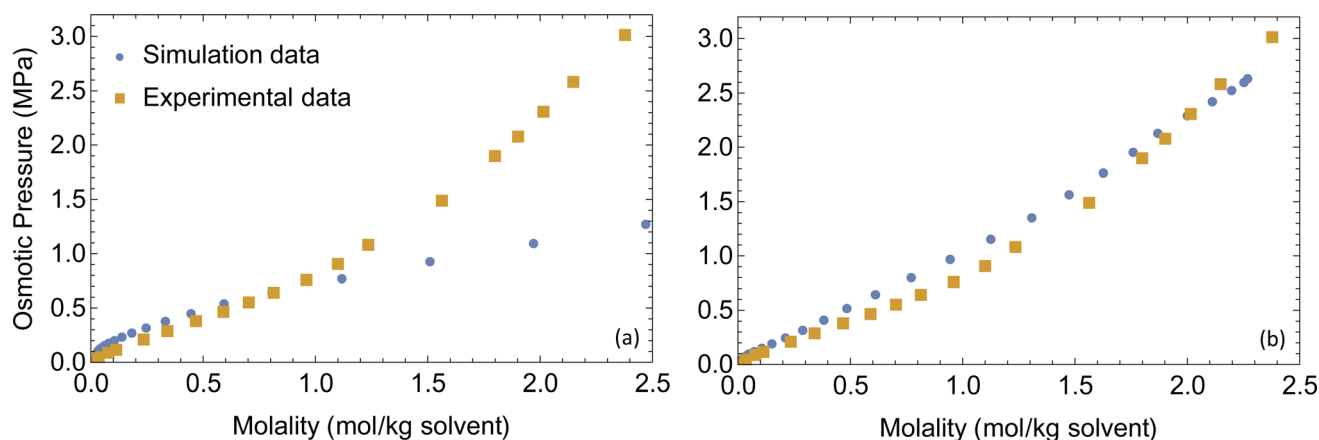 Osmotic Pressure (MPa)
3.0
2.5
2.0
1.5
1.0
0.5
0.0
Simulation data
Experimental data
(a)
0.0 0.5 1.0 1.5 2.0 2.5
Molality (mol/kg solvent)
3.0
2.5
2.0
1.5
1.0
0.5
0.0
(b)
0.0 0.5 1.0 1.5 2.0 2.5
Molality (mol/kg solvent)